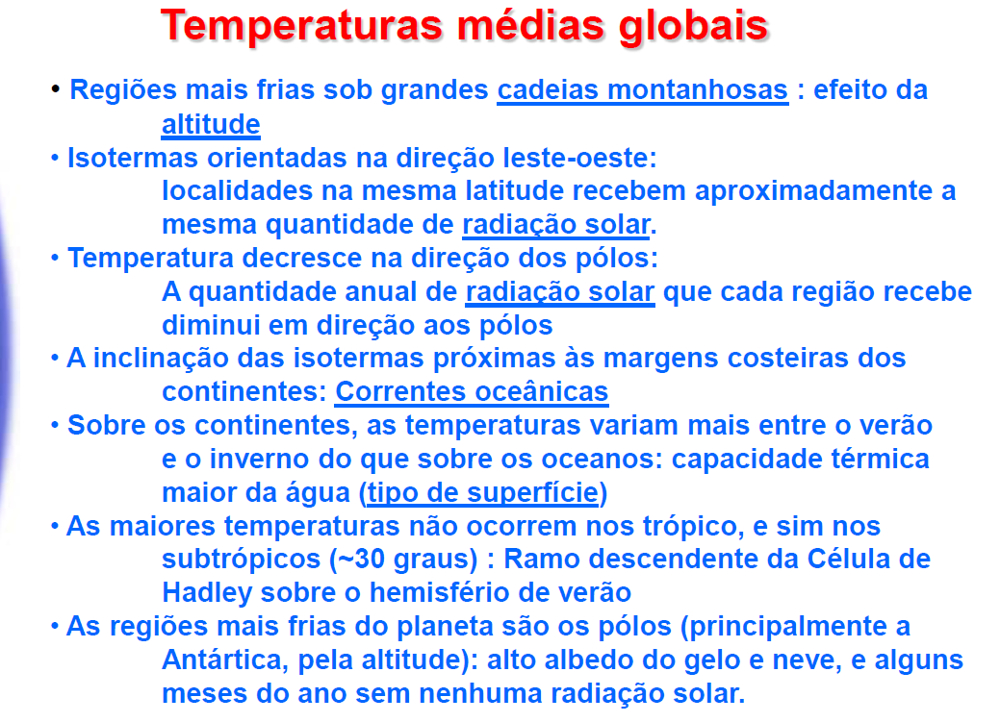 Temperaturas médias globais
• Regiões mais frias sob grandes cadeias montanhosas : efeito da
altitude
• Isotermas orientadas na direção leste-oeste:
localidades na mesma latitude recebem aproximadamente a
mesma quantidade de radiação solar.
• Temperatura decresce na direção dos pólos:
A quantidade anual de radiação solar que cada região recebe
diminui em direção aos pólos
• A inclinação das isotermas próximas às margens costeiras dos
continentes: Correntes oceânicas
• Sobre os continentes, as temperaturas variam mais entre o verão
e o inverno do que sobre os oceanos: capacidade térmica
maior da água (tipo de superfície)
• As maiores temperaturas não ocorrem nos trópico, e sim nos
subtrópicos (~30 graus) : Ramo descendente da Célula de
Hadley sobre o hemisfério de verão
• As regiões mais frias do planeta são os pólos (principalmente a
Antártica, pela altitude): alto albedo do gelo e neve, e alguns
meses do ano sem nenhuma radiação solar.